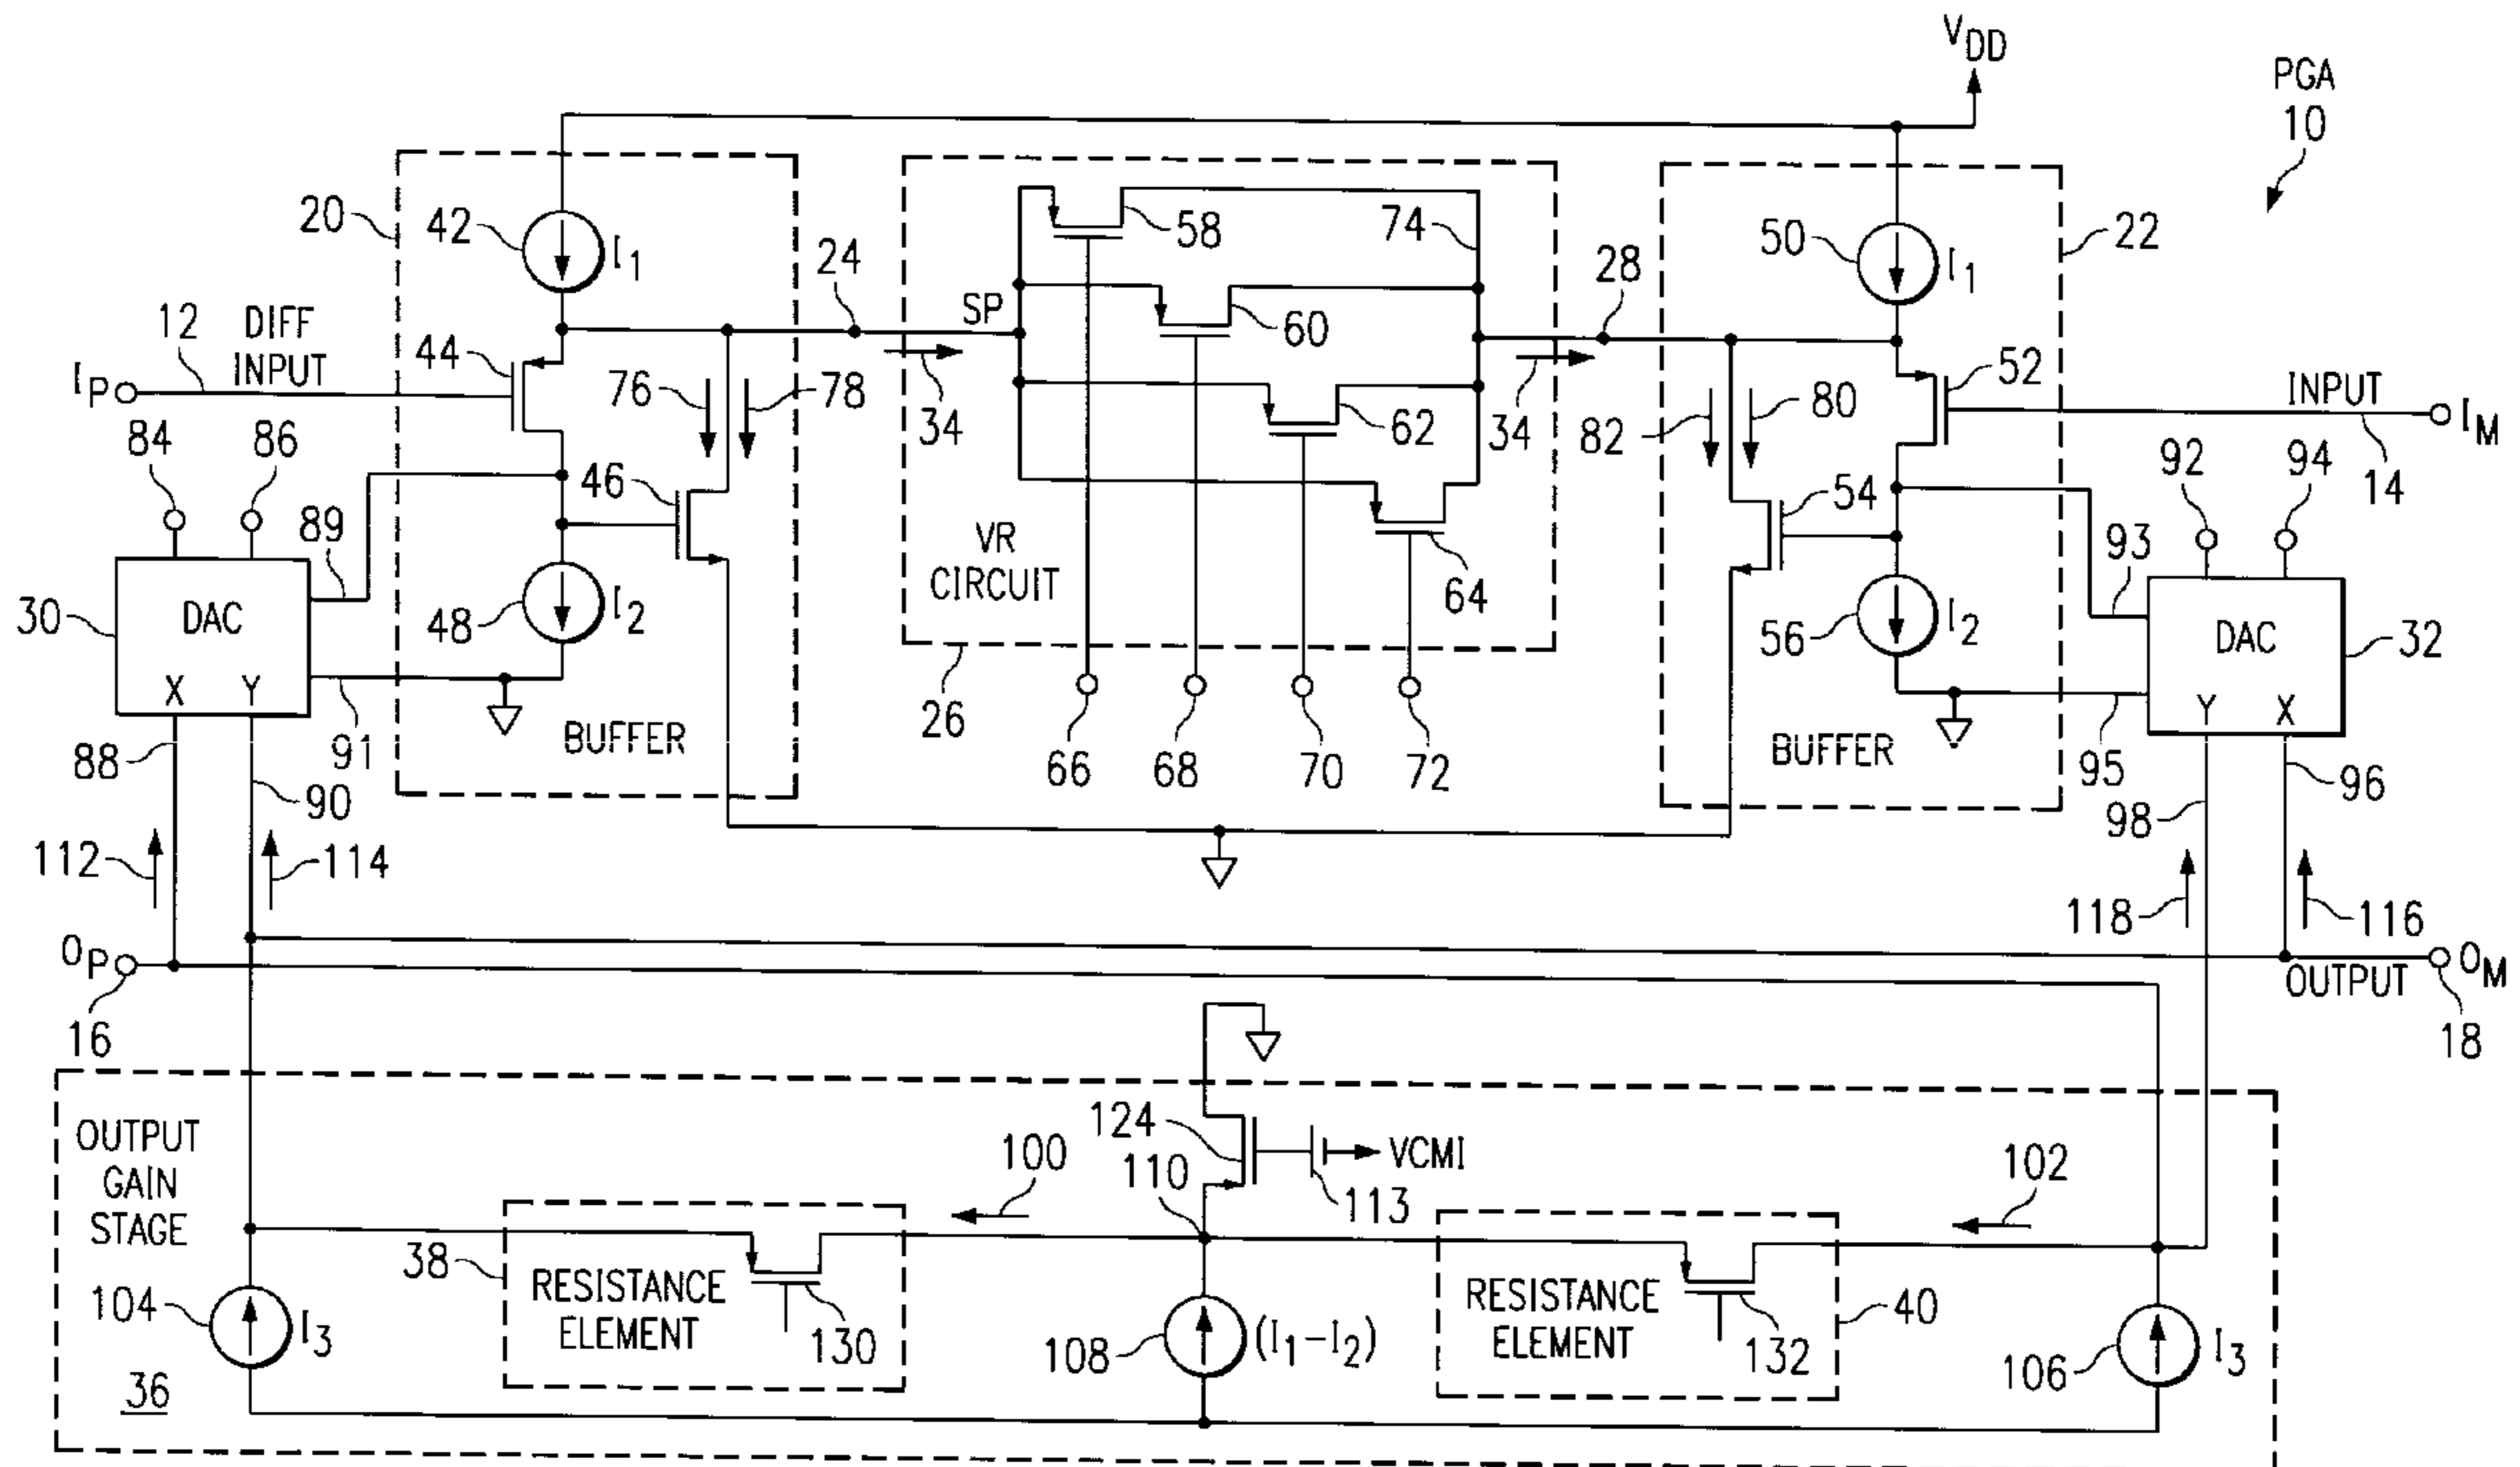 VDD
PGA
10
20
42
I1
24
SP
58
74
28
50
I1
22
12
DIFF
INPUT
44
IP
84
86
76
78
34
60
62
34
82
80
52
INPUT
IM
14
92
94
46
89
VR
CIRCUIT
64
54
93
30
DAC
X
Y
48
I2
91
BUFFER
26
66
68
70
72
56
I2
BUFFER
95
DAC
Y
X
32
88
90
98
96
112
114
118
116
OP
16
OUTPUT
OM
18
OUTPUT
GAIN
STAGE
124
110
VCMI
113
100
102
38
RESISTANCE
ELEMENT
130
RESISTANCE
ELEMENT
132
40
104
I3
108
(I1-I2)
106
I3
36